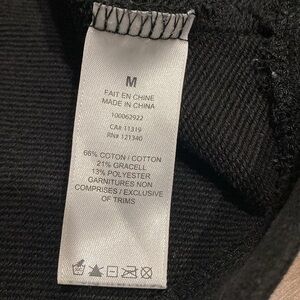 M
FAIT EN CHINE
MADE IN CHINA
100062922
CA# 11319
RN# 121340
66% COTON / COTTON
21% GRACELL
13% POLYESTER
GARNITURES NON
COMPRISES / EXCLUSIVE
OF TRIMS